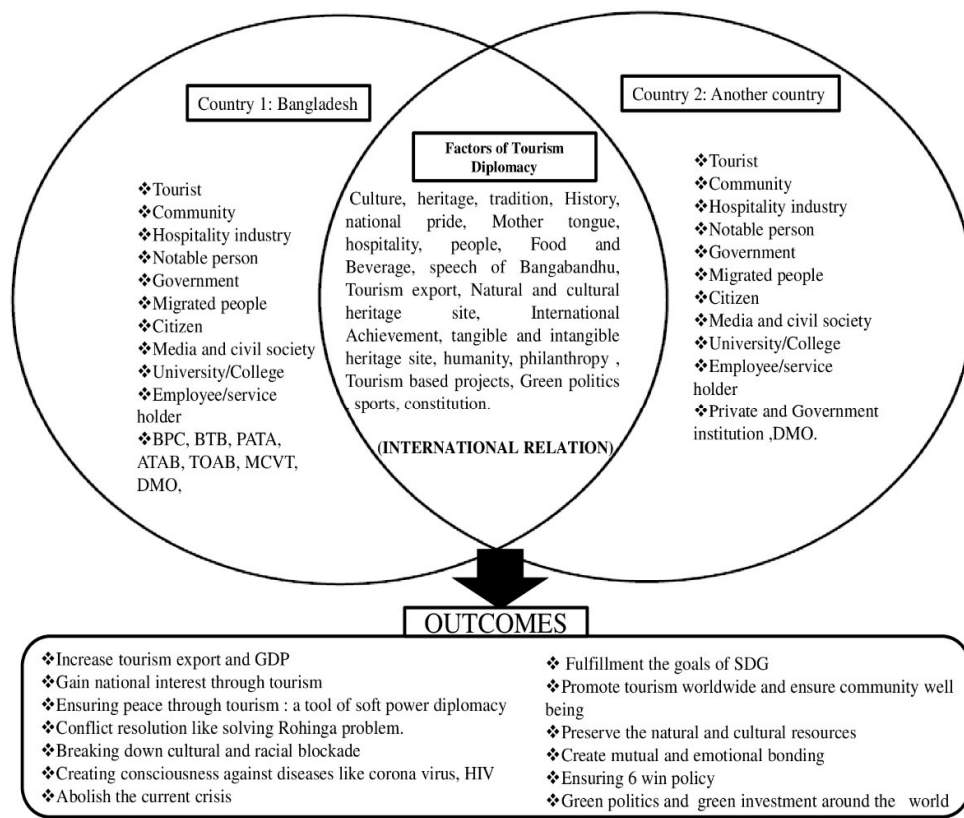 Country 1: Bangladesh
❖Tourist
❖Community
❖Hospitality industry
❖Notable person
❖Government
❖Migrated people
❖Citizen
❖Media and civil society
❖University/College
❖Employee/service
holder
❖BPC, BTB, PATA,
ATAB, TOAB, MCVT,
DMO,
Factors of Tourism
Diplomacy
Culture, heritage, tradition, History,
national pride, Mother tongue,
hospitality, people, Food and
Beverage, speech of Bangabandhu,
Tourism export, Natural and cultural
heritage site, International
Achievement, tangible and intangible
heritage site, humanity, philanthropy ,
Tourism based projects, Green politics
, sports, constitution.
(INTERNATIONAL RELATION)
Country 2: Another country
❖Tourist
❖Community
❖Hospitality industry
❖Notable person
❖Government
❖Migrated people
❖Citizen
❖Media and civil society
❖University/College
❖Employee/service
holder
❖Private and Government
institution ,DMO.
OUTCOMES
❖Increase tourism export and GDP
❖Gain national interest through tourism
❖Ensuring peace through tourism : a tool of soft power diplomacy
❖Conflict resolution like solving Rohinga problem.
❖Breaking down cultural and racial blockade
❖Creating consciousness against diseases like corona virus, HIV
❖Abolish the current crisis
❖ Fulfillment the goals of SDG
❖Promote tourism worldwide and ensure community well
being
❖Preserve the natural and cultural resources
❖Create mutual and emotional bonding
❖Ensuring 6 win policy
❖Green politics and green investment around the world